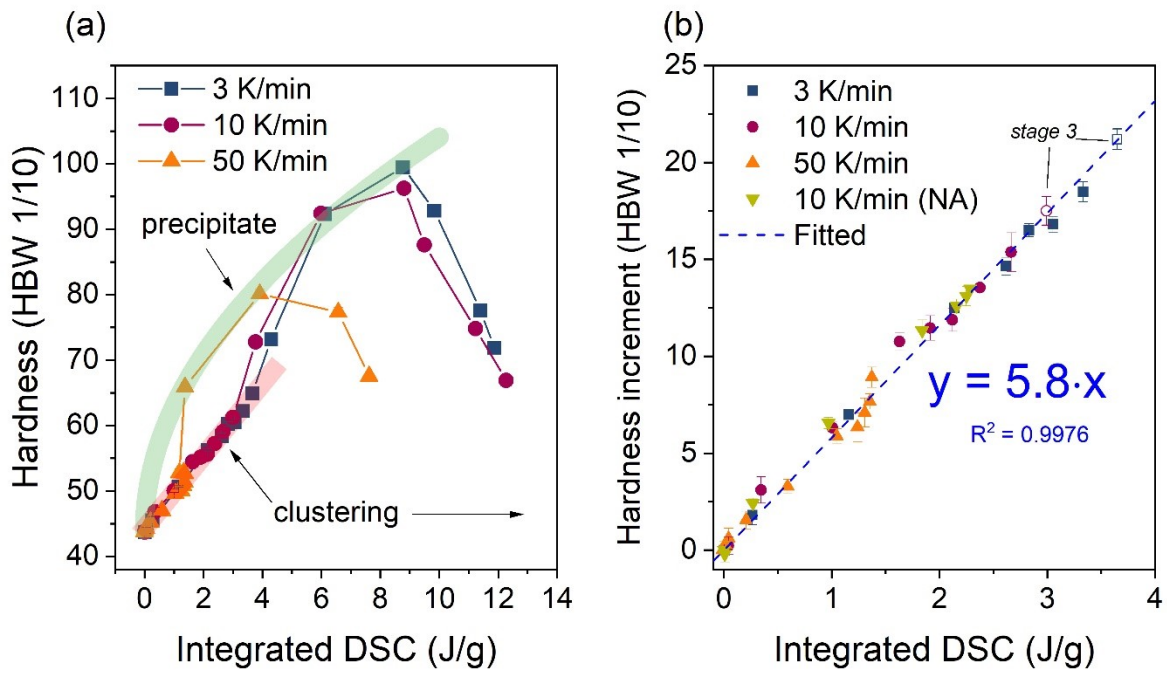 (a)
Hardness (HBW 1/10)
110
100
90
80
70
60
50
40
3 K/min
10 K/min
50 K/min
precipitate
clustering
0 2 4 6 8 10 12 14
Integrated DSC (J/g)
(b)
Hardness increment (HBW 1/10)
25
20
15
10
5
0
3 K/min
10 K/min
50 K/min
10 K/min (NA)
Fitted
stage 3
y = 5.8·x
R² = 0.9976
0 1 2 3 4
Integrated DSC (J/g)